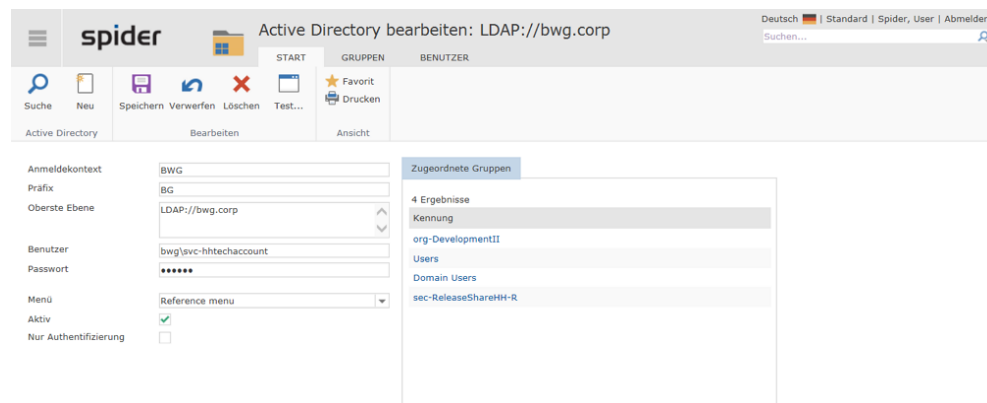 Deutsch | Standard | Spider, User | Abmelden
Suchen...
spider
Active Directory bearbeiten: LDAP://bwg.corp
START GRUPPEN BENUTZER
Suche Neu Speichern Verwerfen Löschen Test... Favorit Drucken
Active Directory Bearbeiten Ansicht
Anmeldekontext BWG
Präfix BG
Oberste Ebene LDAP://bwg.corp
Benutzer bwg\svc-hhtechaccount
Passwort ••••••
Menü Reference menu
Aktiv
Nur Authentifizierung
Zugeordnete Gruppen
4 Ergebnisse
Kennung
org-DevelopmentII
Users
Domain Users
sec-ReleaseShareHH-R